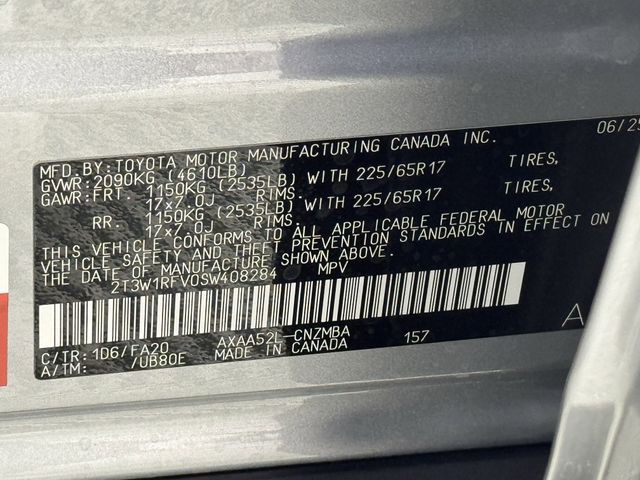 MFD. BY: TOYOTA MOTOR MANUFACTURING CANADA INC. 06/25
GVWR: 2090KG (4610LB)
GAWR: FRT. 1150KG (2535LB) WITH 225/65R17 TIRES,
17x7.0J RIMS.
RR. 1150KG (2535LB) WITH 225/65R17 TIRES,
17x7.0J RIMS.
THIS VEHICLE CONFORMS TO ALL APPLICABLE FEDERAL MOTOR
VEHICLE SAFETY AND THEFT PREVENTION STANDARDS IN EFFECT ON
THE DATE OF MANUFACTURE SHOWN ABOVE.
2T3W1RFV0SW408284 MPV
C/TR: 1D6/FA20 AXAA52L-CNZMBA 157 A
A/TM: /UB80E MADE IN CANADA